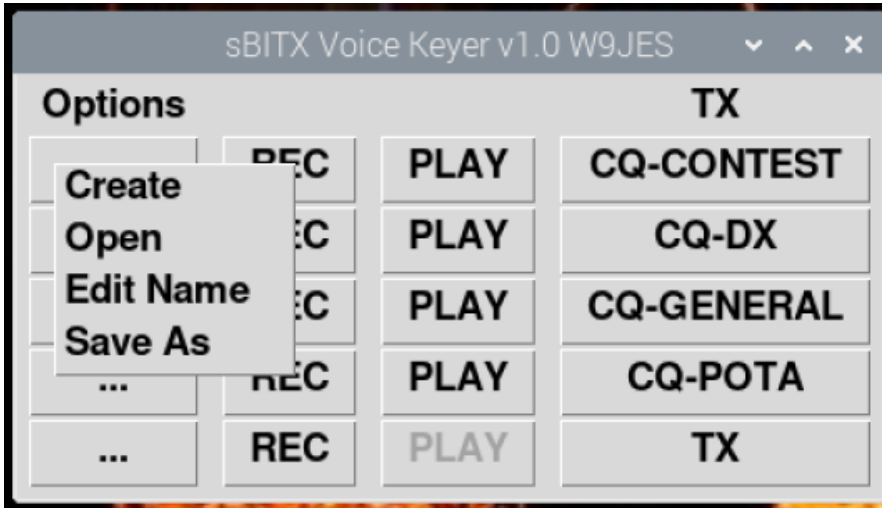 sBITX Voice Keyer v1.0 W9JES
Options TX
PLAY CQ-CONTEST
Create
PLAY CQ-DX
Open
Edit Name
PLAY CQ-GENERAL
Save As
... REC PLAY CQ-POTA
... REC PLAY TX